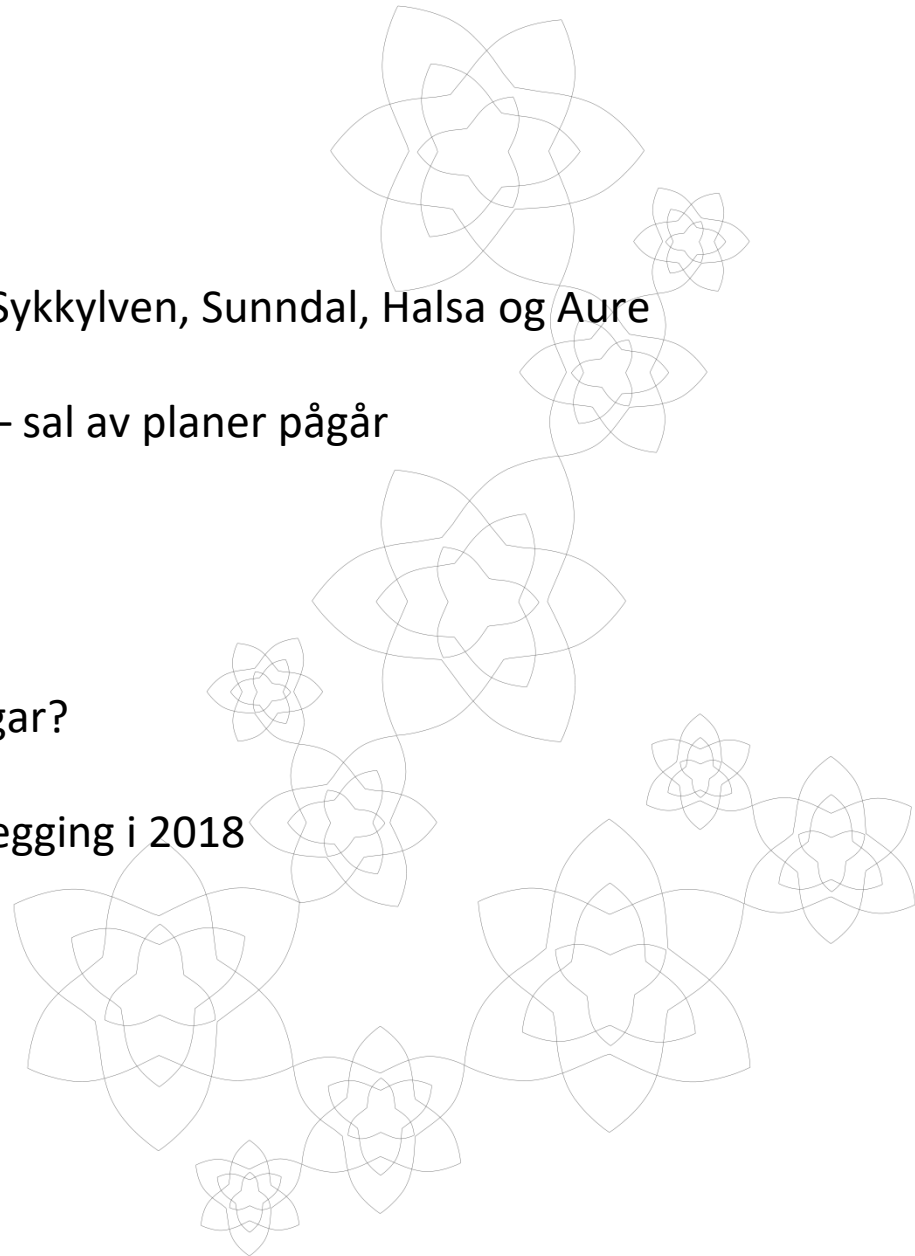 Sykkylven, Sunndal, Halsa og Aure
– sal av planer pågår
gar?
egging i 2018